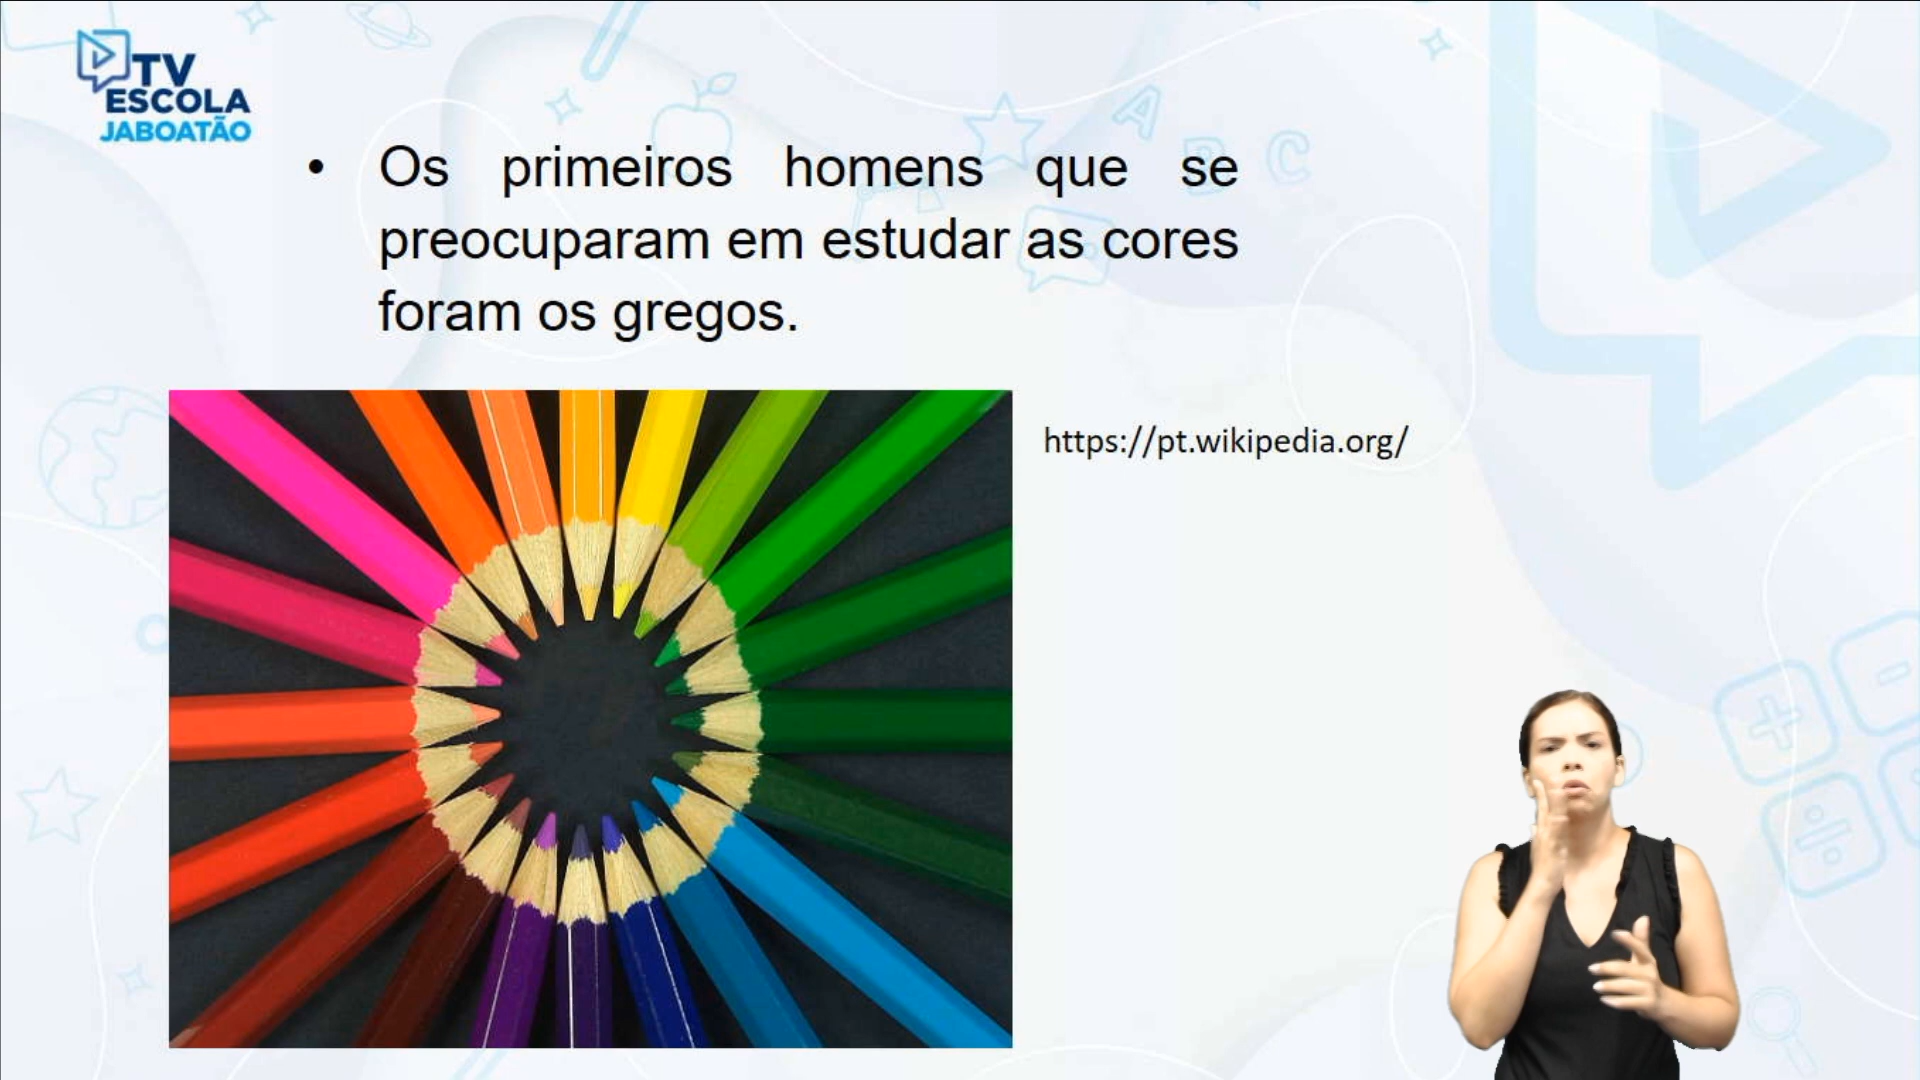 TV
ESCOLA
JABOATÃO
• Os primeiros homens que se
preocuparam em estudar as cores
foram os gregos.
https://pt.wikipedia.org/
A B C